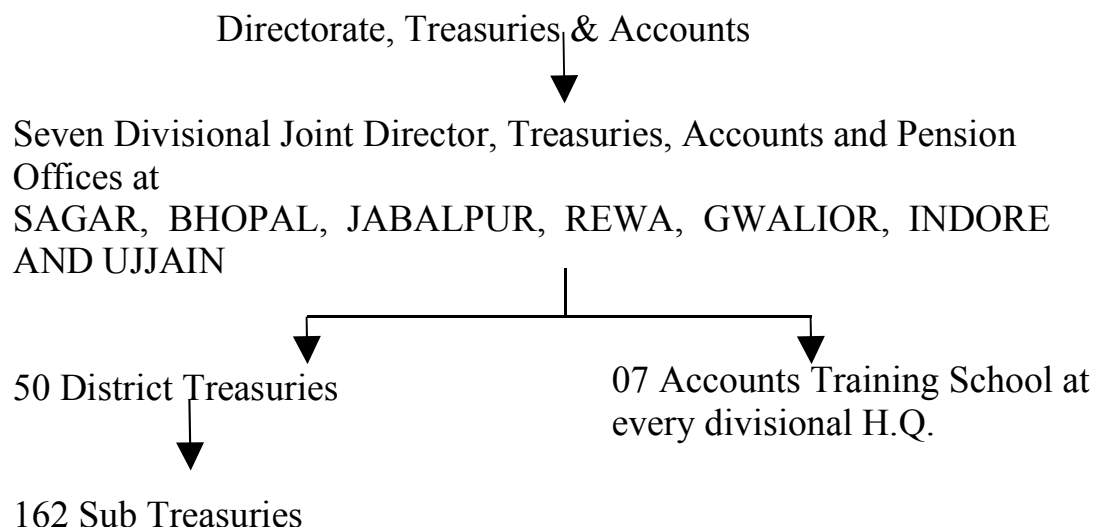 Directorate, Treasuries & Accounts
Seven Divisional Joint Director, Treasuries, Accounts and Pension
Offices at
SAGAR, BHOPAL, JABALPUR, REWA, GWALIOR, INDORE
AND UJJAIN
50 District Treasuries
07 Accounts Training School at
every divisional H.Q.
162 Sub Treasuries